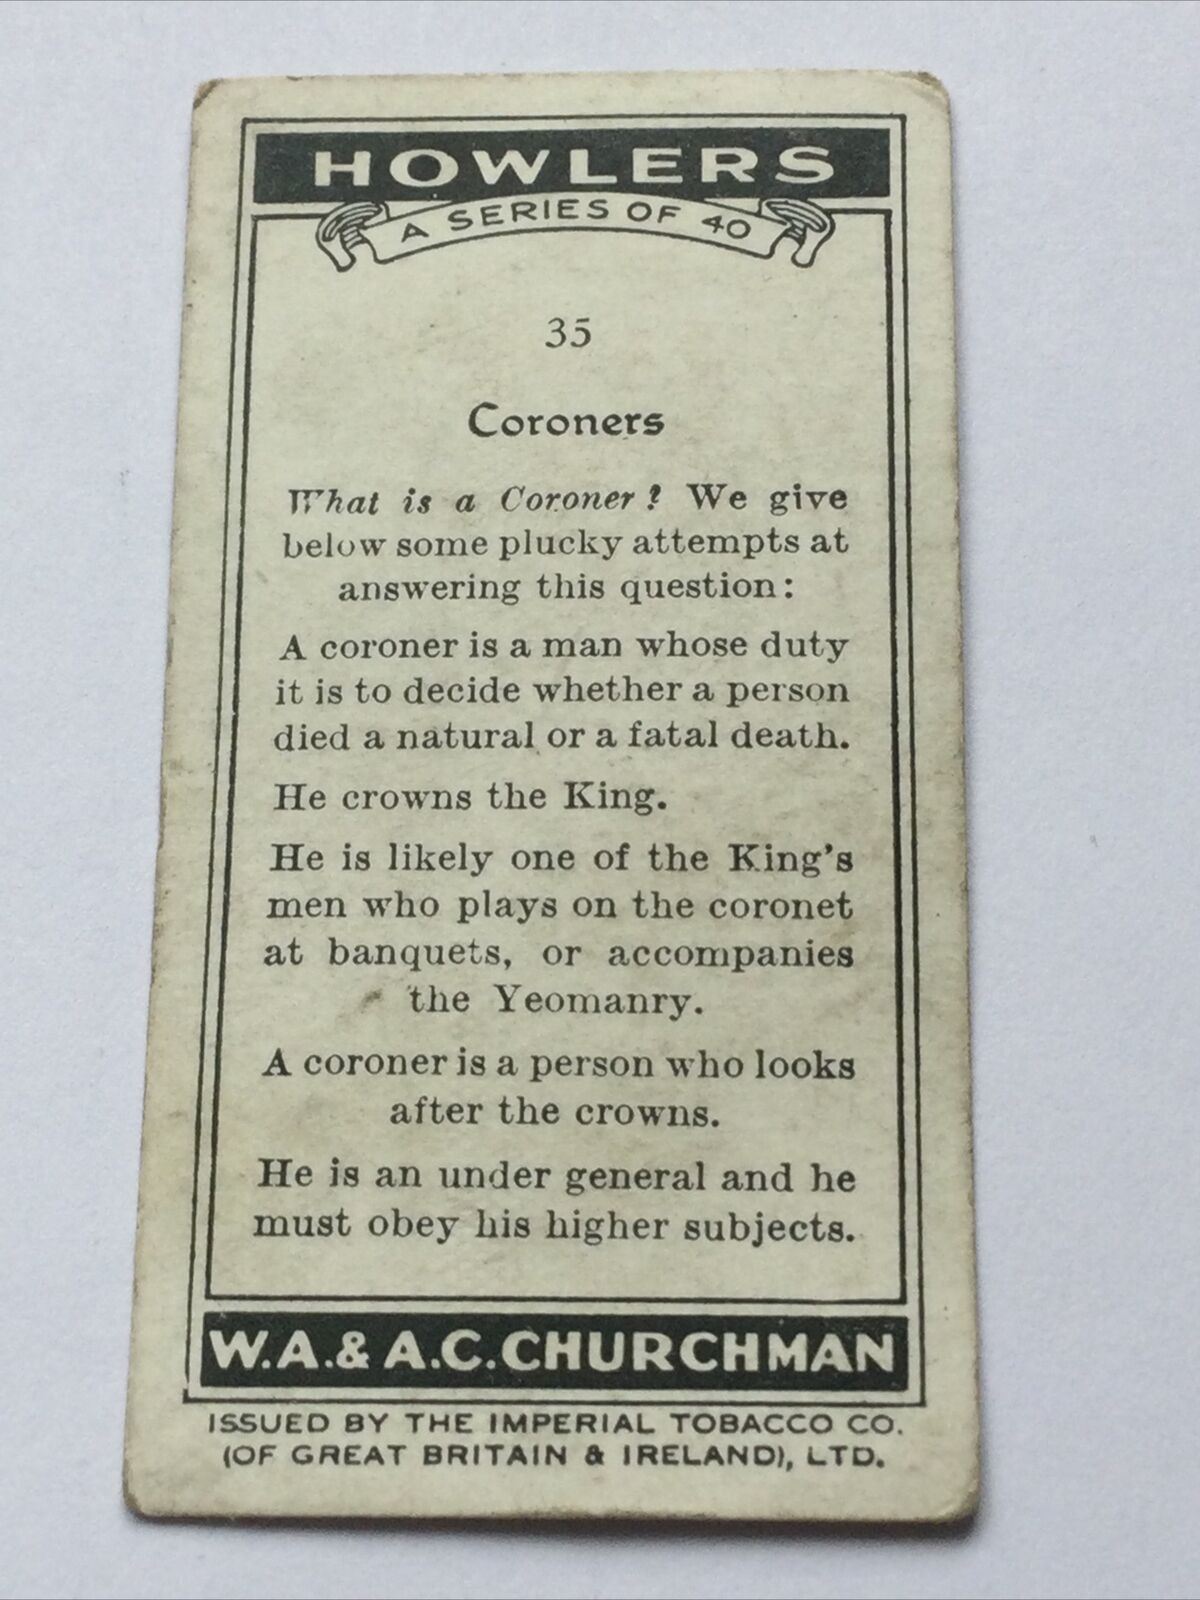 HOWLERS
A SERIES OF 40
35
Coroners
What is a Coroner? We give
below some plucky attempts at
answering this question:
A coroner is a man whose duty
it is to decide whether a person
died a natural or a fatal death.
He crowns the King.
He is likely one of the King's
men who plays on the coronet
at banquets, or accompanies
the Yeomanry.
A coroner is a person who looks
after the crowns.
He is an under general and he
must obey his higher subjects.
W.A. & A.C. CHURCHMAN
ISSUED BY THE IMPERIAL TOBACCO CO.
(OF GREAT BRITAIN & IRELAND), LTD.